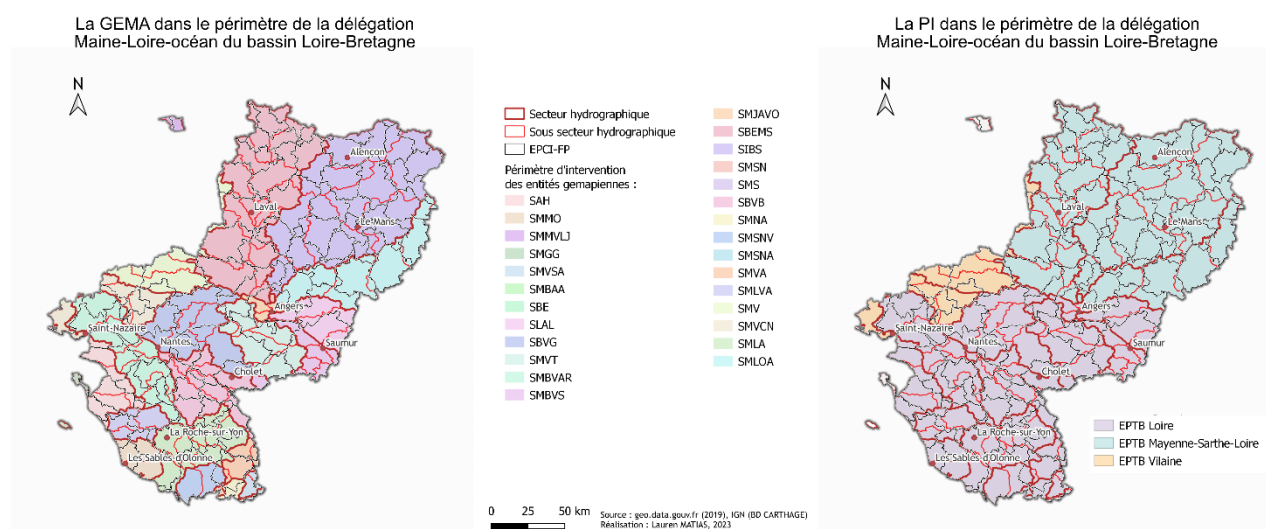 La GEMA dans le périmètre de la délégation
Maine-Loire-océan du bassin Loire-Bretagne
N
Alençon
Laval
Le Mans
Angers
Saint-Nazaire
Nantes
Saumur
Cholet
La Roche-sur-Yon
Les Sables-d'Olonne
Secteur hydrographique
Sous secteur hydrographique
EPCI-FP
Périmètre d'intervention
des entités gemapiennes :
SAH
SMMO
SMMVLJ
SMGG
SMVSA
SMBAA
SBE
SLAL
SBVG
SMVT
SMBVAR
SMBVS
SMJAVO
SBEMS
SIBS
SMSN
SMS
SBVB
SMNA
SMSNV
SMSNA
SMVA
SMLVA
SMV
SMVCN
SMLA
SMLOA
0 25 50 km
Source : geo.data.gouv.fr (2019), IGN (BD CARTHAGE)
Réalisation : Lauren MATIAS, 2023
La PI dans le périmètre de la délégation
Maine-Loire-océan du bassin Loire-Bretagne
N
Alençon
Laval
Le Mans
Angers
Saint-Nazaire
Nantes
Saumur
Cholet
La Roche-sur-Yon
Les Sables-d'Olonne
EPTB Loire
EPTB Mayenne-Sarthe-Loire
EPTB Vilaine